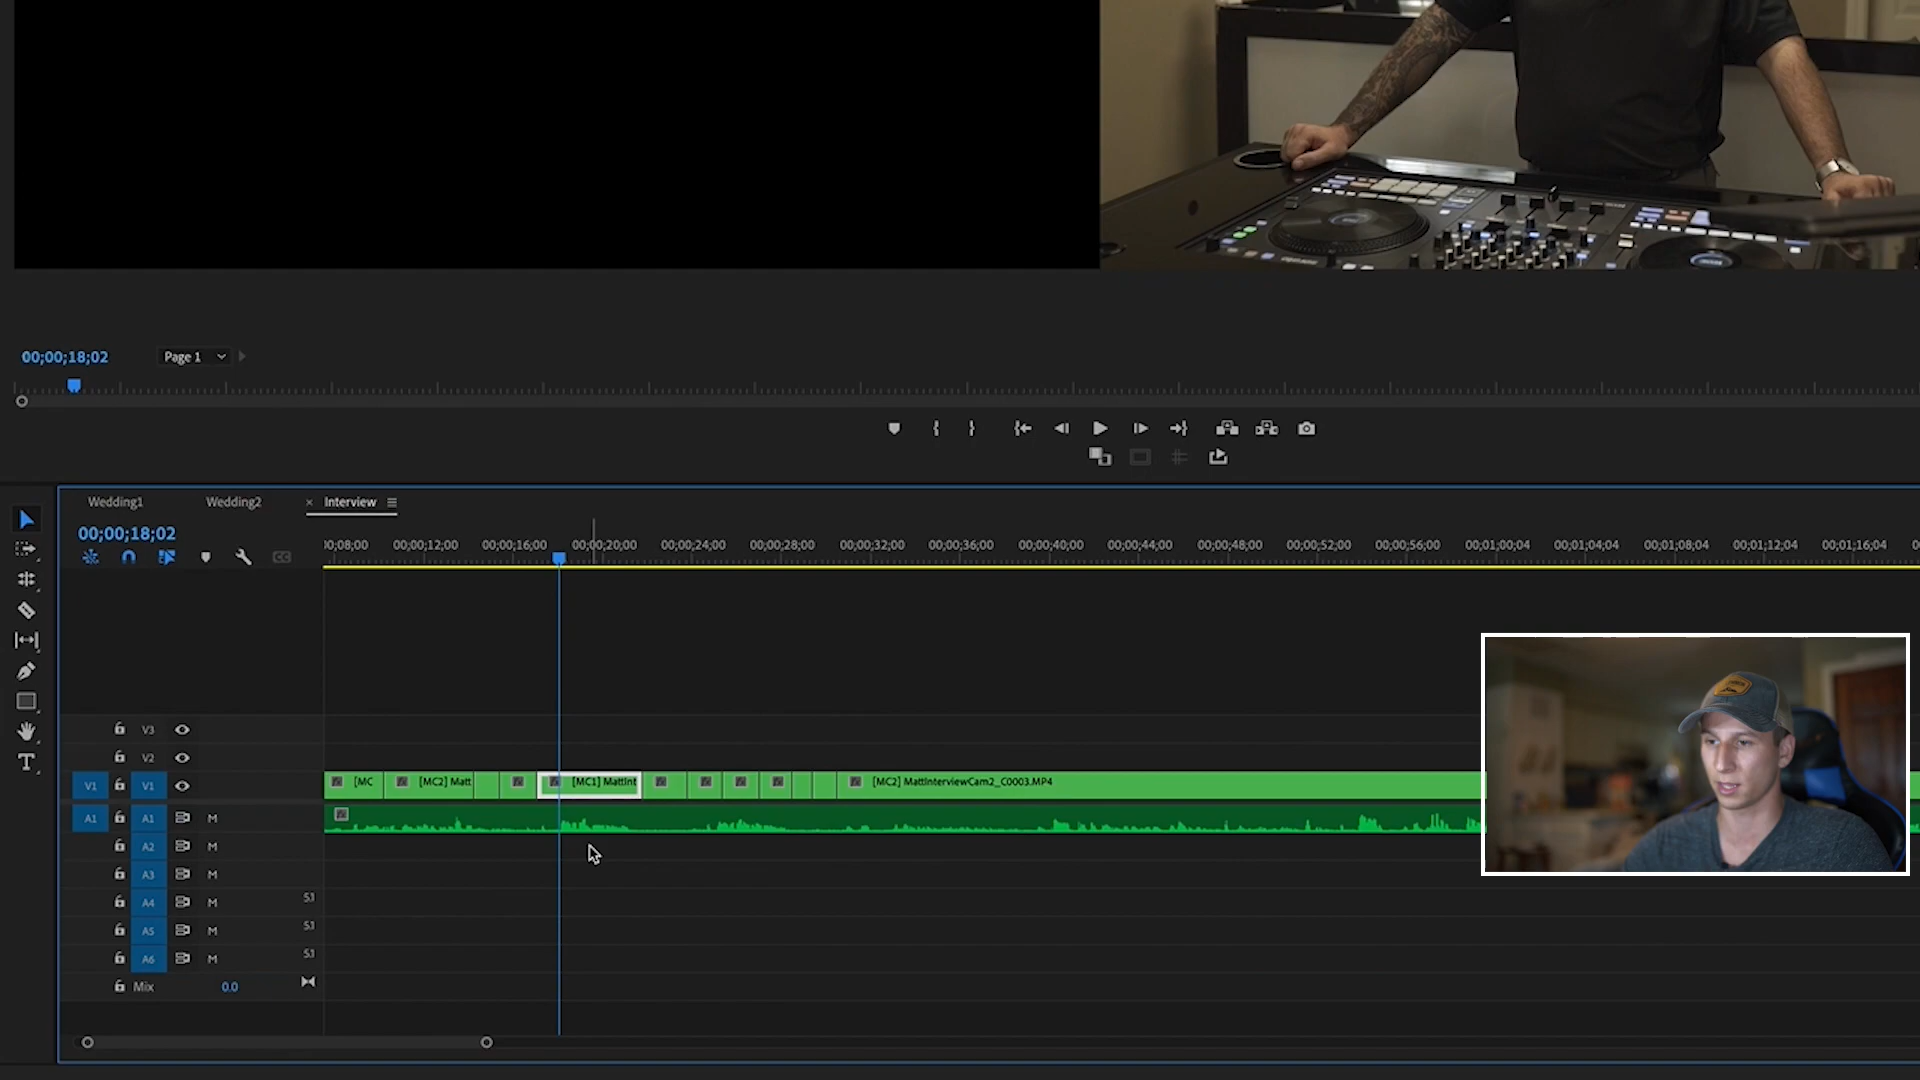 00;00;18;02
Page 1
Wedding1
Wedding2
× Interview
00;00;18;02
00;08;00
00;00;12;00
00;00;16;00
00;00;20;00
00;00;24;00
00;00;28;00
00;00;32;00
00;00;36;00
00;00;40;00
00;00;44;00
00;00;48;00
00;00;52;00
00;00;56;00
00;01;00;04
00;01;04;04
00;01;08;04
00;01;12;04
00;01;16;04
CC
V3
V2
V1
V1
[MC
[MC2] Matt
[MC1] MattInt
[MC2] MattInterviewCam2_C0003.MP4
A1
A1
M
A2
M
A3
M
A4
M
5.1
A5
M
5.1
A6
M
5.1
Mix
0.0